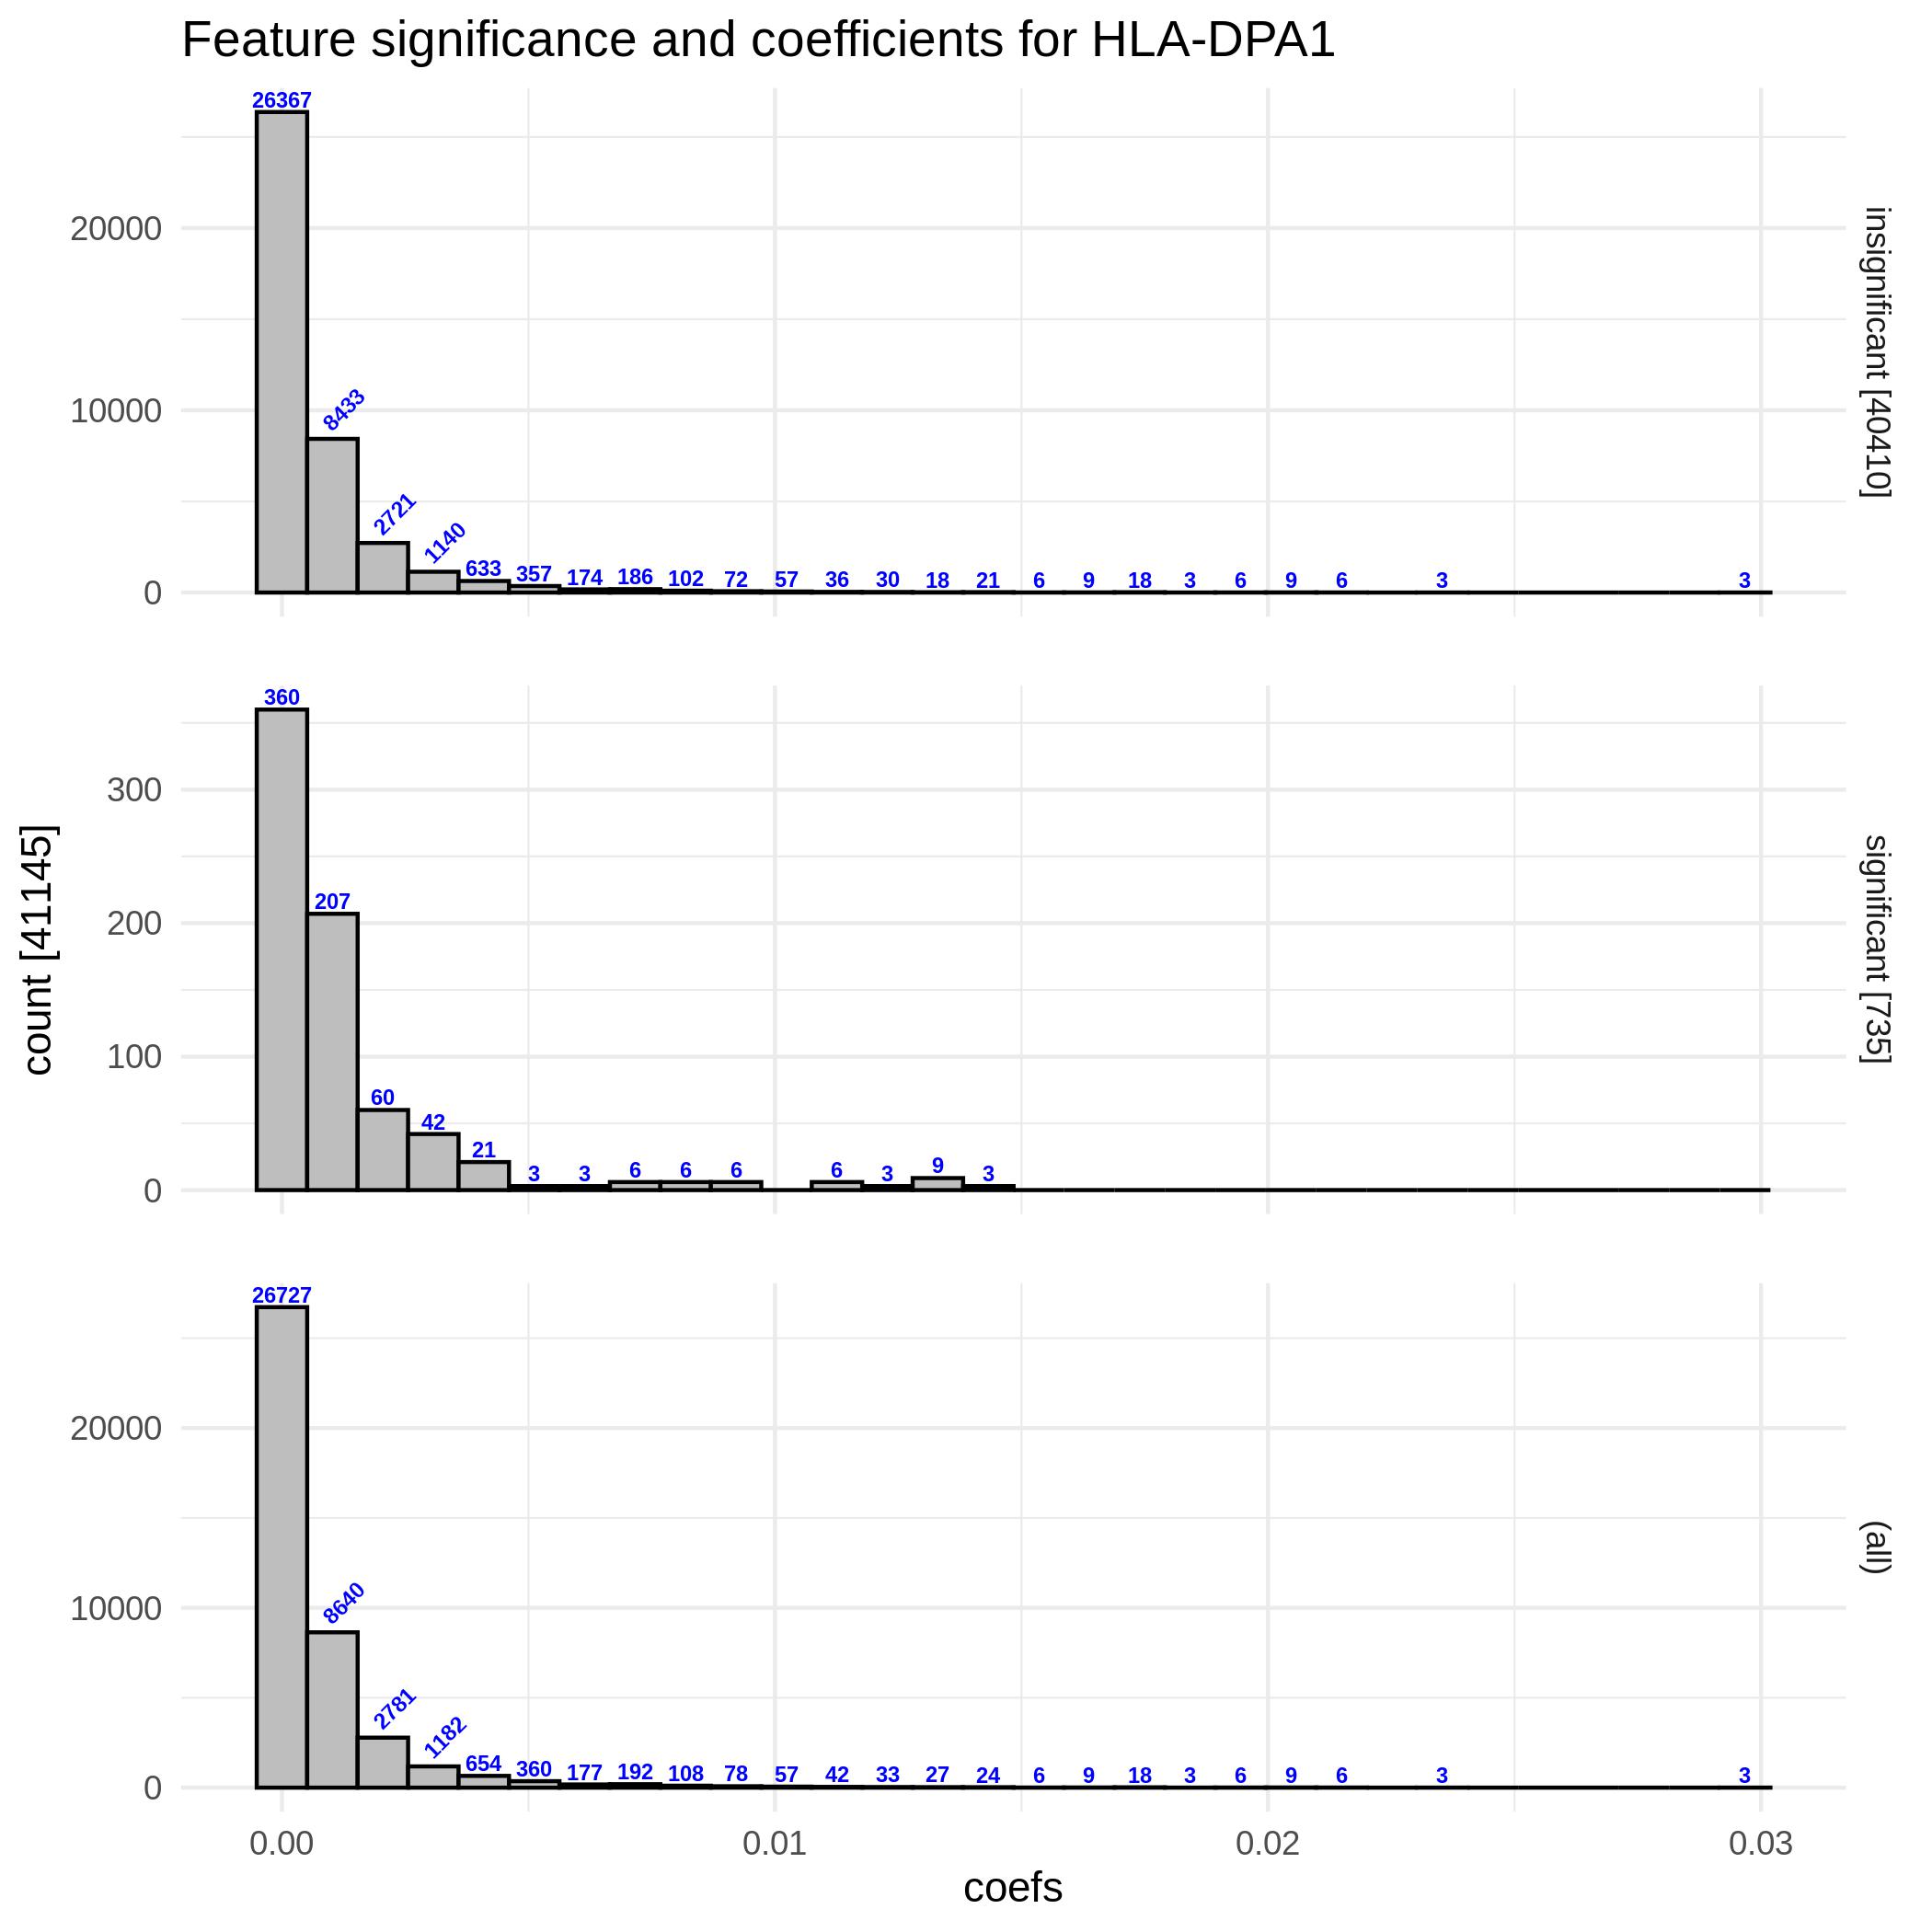 Feature significance and coefficients for HLA-DPA1
26367
8433
2721
1140
633 357 174 186 102 72 57 36 30 18 21 6 9 18 3 6 9 6 3 3
20000
10000
0
insignificant [40410]
360
207
60
42
21
3 3 6 6 6 6 3 9 3
300
200
100
0
significant [735]
count [41145]
26727
8640
2781
1182
654 360 177 192 108 78 57 42 33 27 24 6 9 18 3 6 9 6 3 3
20000
10000
0
(all)
0.00 0.01 0.02 0.03
coefs